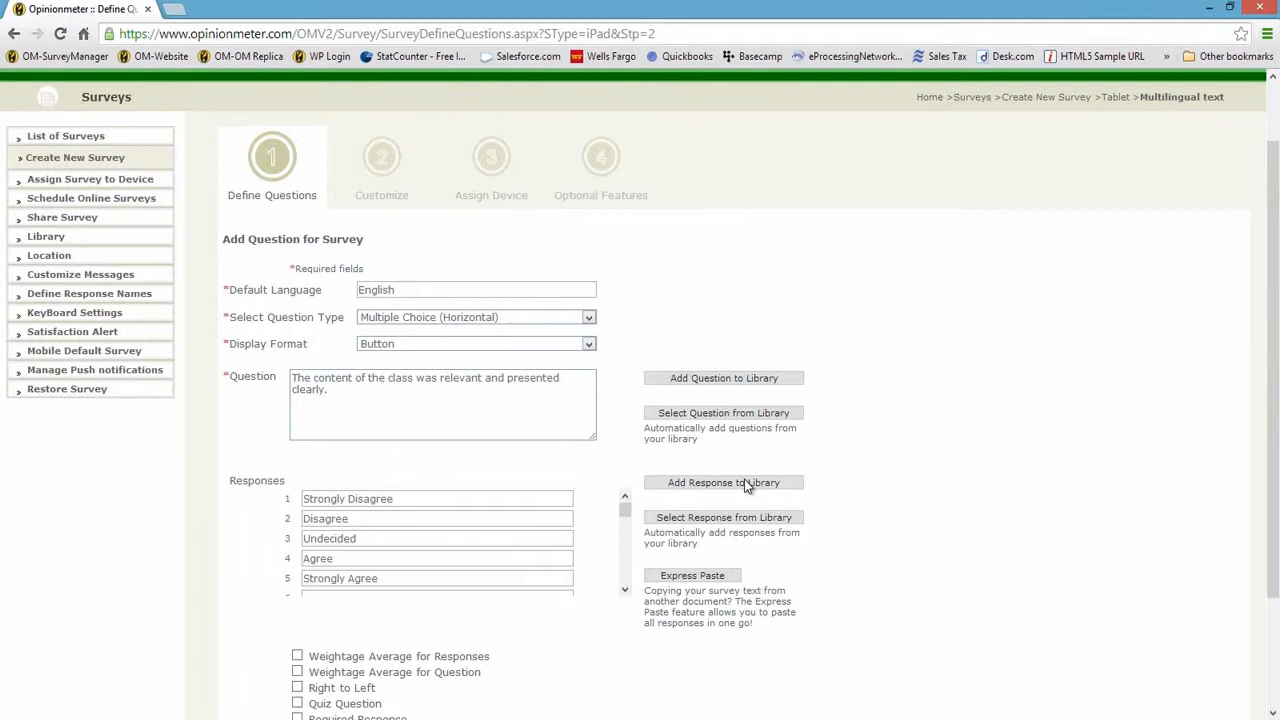 Opinionmeter :: Define Q
https://www.opinionmeter.com/OMV2/Survey/SurveyDefineQuestions.aspx?SType=iPad&Stp=2
OM-SurveyManager OM-Website OM-OM Replica WP Login StatCounter - Free I... Salesforce.com Wells Fargo Quickbooks Basecamp eProcessingNetwork... Sales Tax Desk.com HTML5 Sample URL » Other bookmarks
Surveys
Home >Surveys >Create New Survey >Tablet >Multilingual text
List of Surveys
Create New Survey
Assign Survey to Device
Schedule Online Surveys
Share Survey
Library
Location
Customize Messages
Define Response Names
KeyBoard Settings
Satisfaction Alert
Mobile Default Survey
Manage Push notifications
Restore Survey
1 2 3 4
Define Questions Customize Assign Device Optional Features
Add Question for Survey
*Required fields
*Default Language English
*Select Question Type Multiple Choice (Horizontal)
*Display Format Button
*Question The content of the class was relevant and presented
clearly.
Add Question to Library
Select Question from Library
Automatically add questions from
your library
Responses
1 Strongly Disagree
2 Disagree
3 Undecided
4 Agree
5 Strongly Agree
Add Response to Library
Select Response from Library
Automatically add responses from
your library
Express Paste
Copying your survey text from
another document? The Express
Paste feature allows you to paste
all responses in one go!
Weightage Average for Responses
Weightage Average for Question
Right to Left
Quiz Question
Required Response